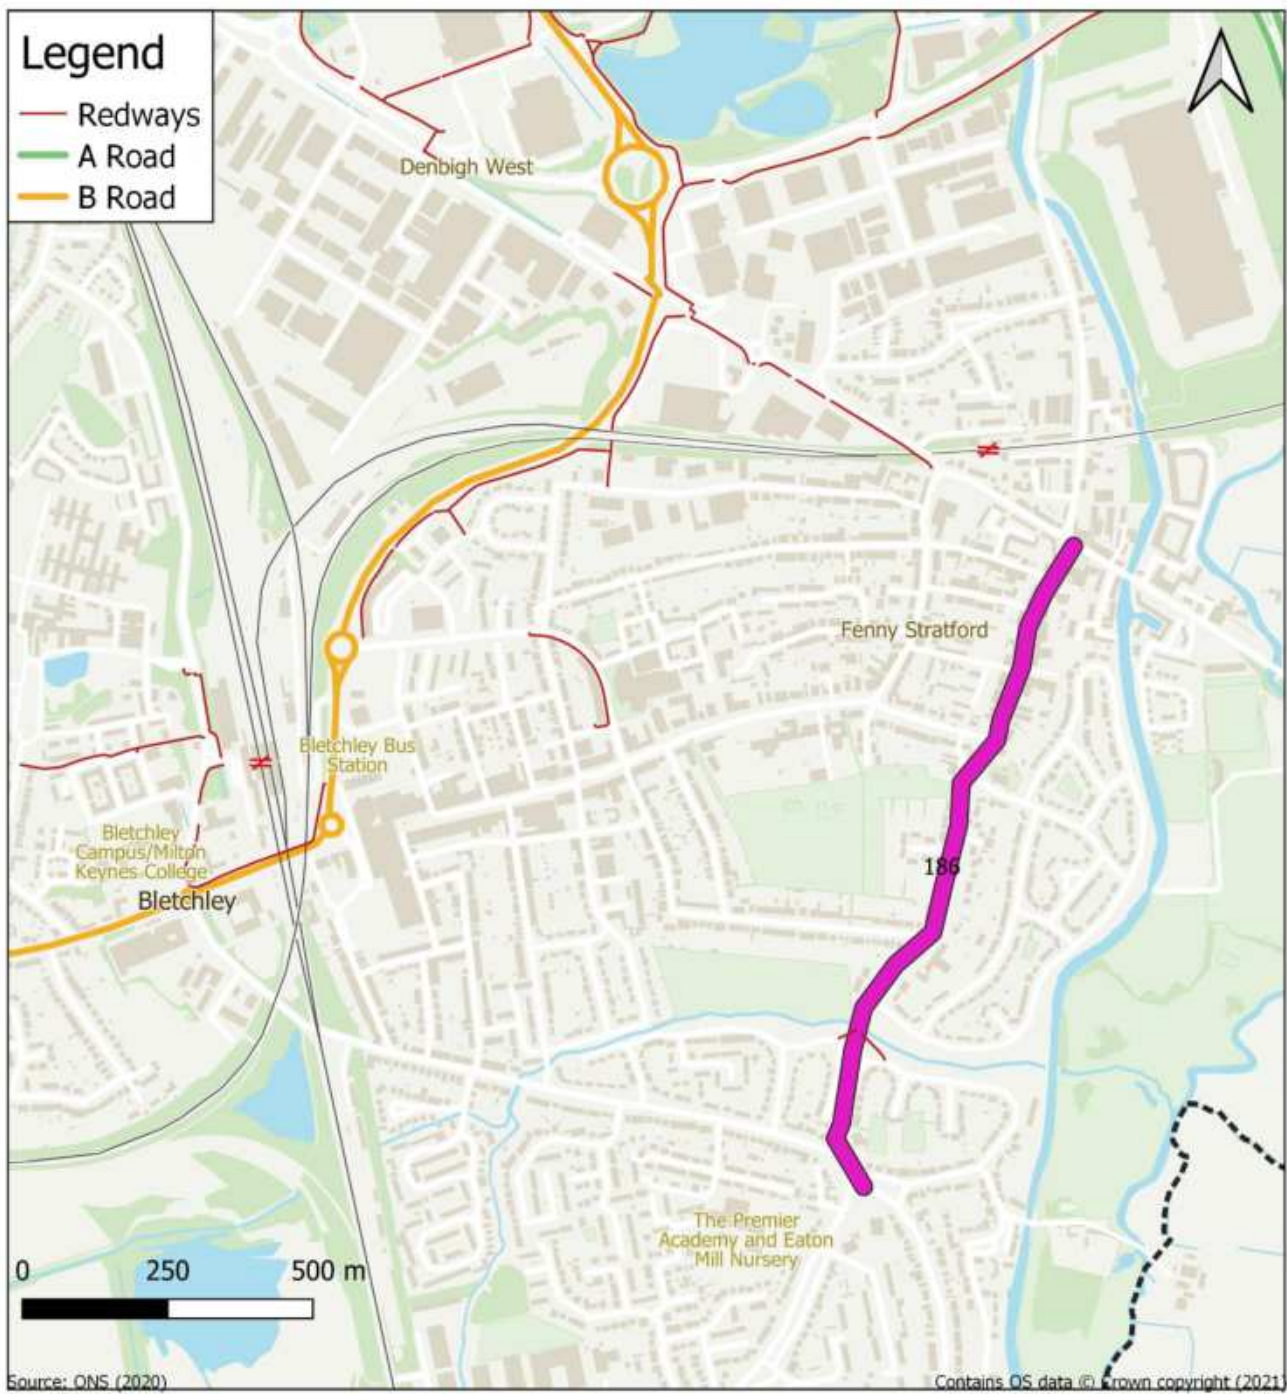 Legend
Redways
A Road
B Road
Denbigh West
Fenny Stratford
Bletchley Bus
Station
Bletchley
Campus/Milton
Keynes College
Bletchley
186
The Premier
Academy and Eaton
Mill Nursery
0 250 500 m
Source: ONS (2020)
Contains OS data © Crown copyright (2021)